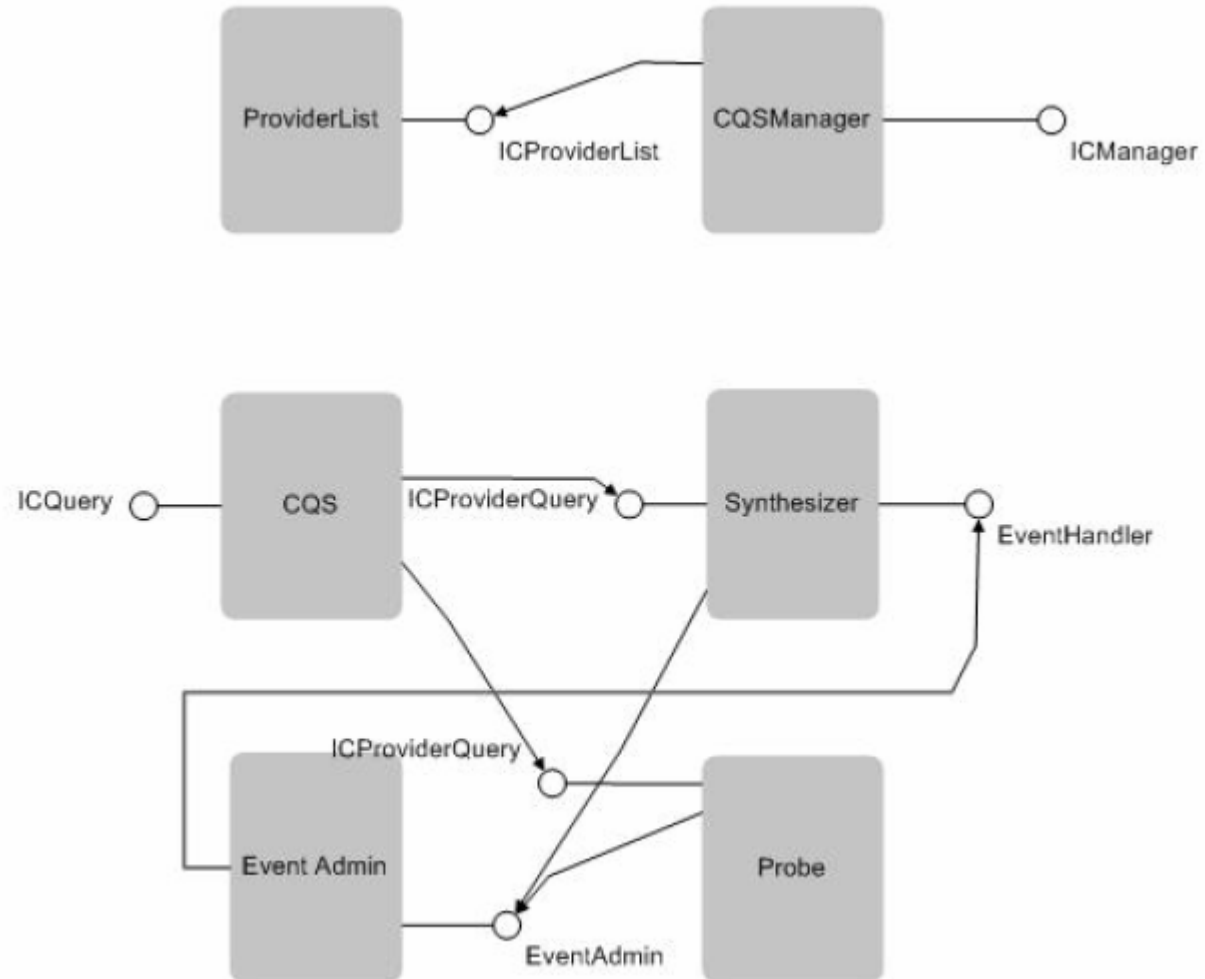 ProviderList
CQSManager
ICProviderList
ICManager
ICQuery
CQS
ICProviderQuery
Synthesizer
EventHandler
ICProviderQuery
Event Admin
Probe
EventAdmin